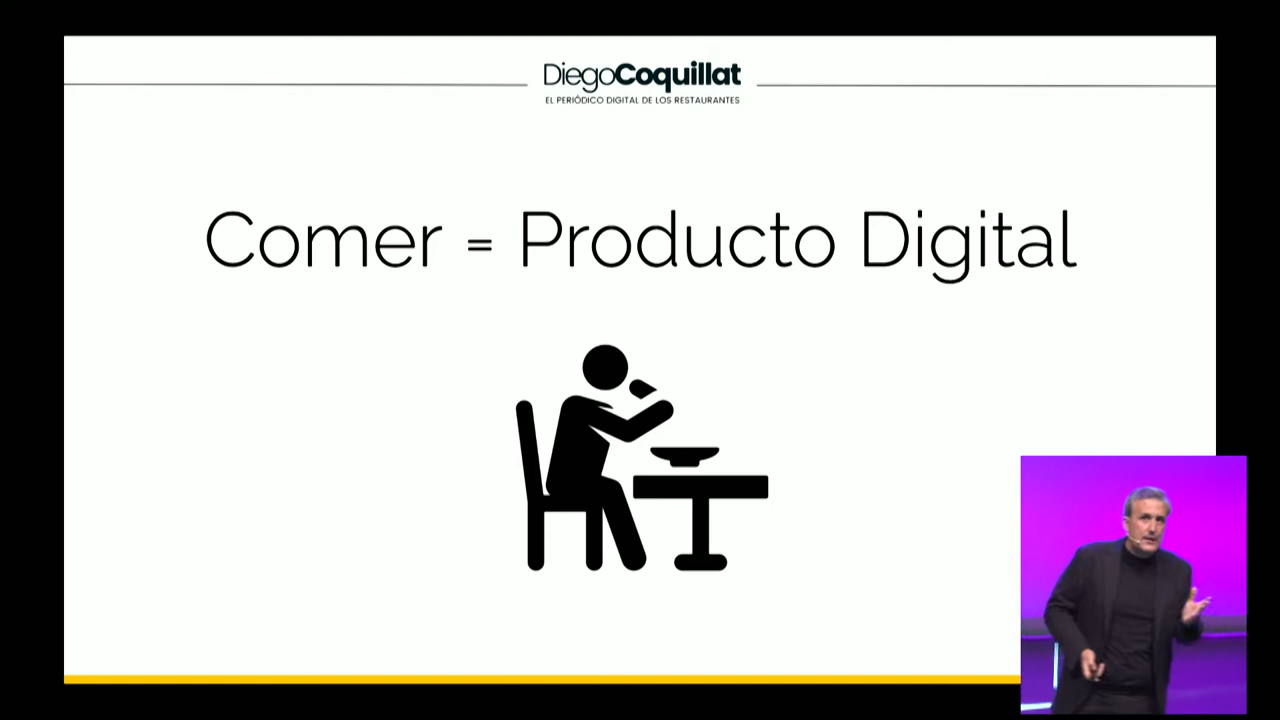 DiegoCoquillat
EL PERIÓDICO DIGITAL DE LOS RESTAURANTES
Comer = Producto Digital